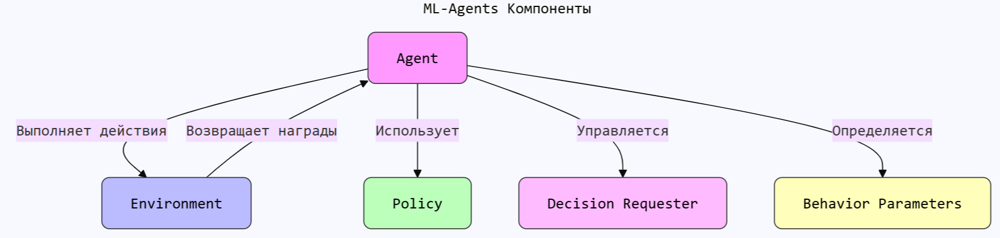 ML-Agents Компоненты
Agent
Выполняет действия
Возвращает награды
Использует
Управляется
Определяется
Environment
Policy
Decision Requester
Behavior Parameters